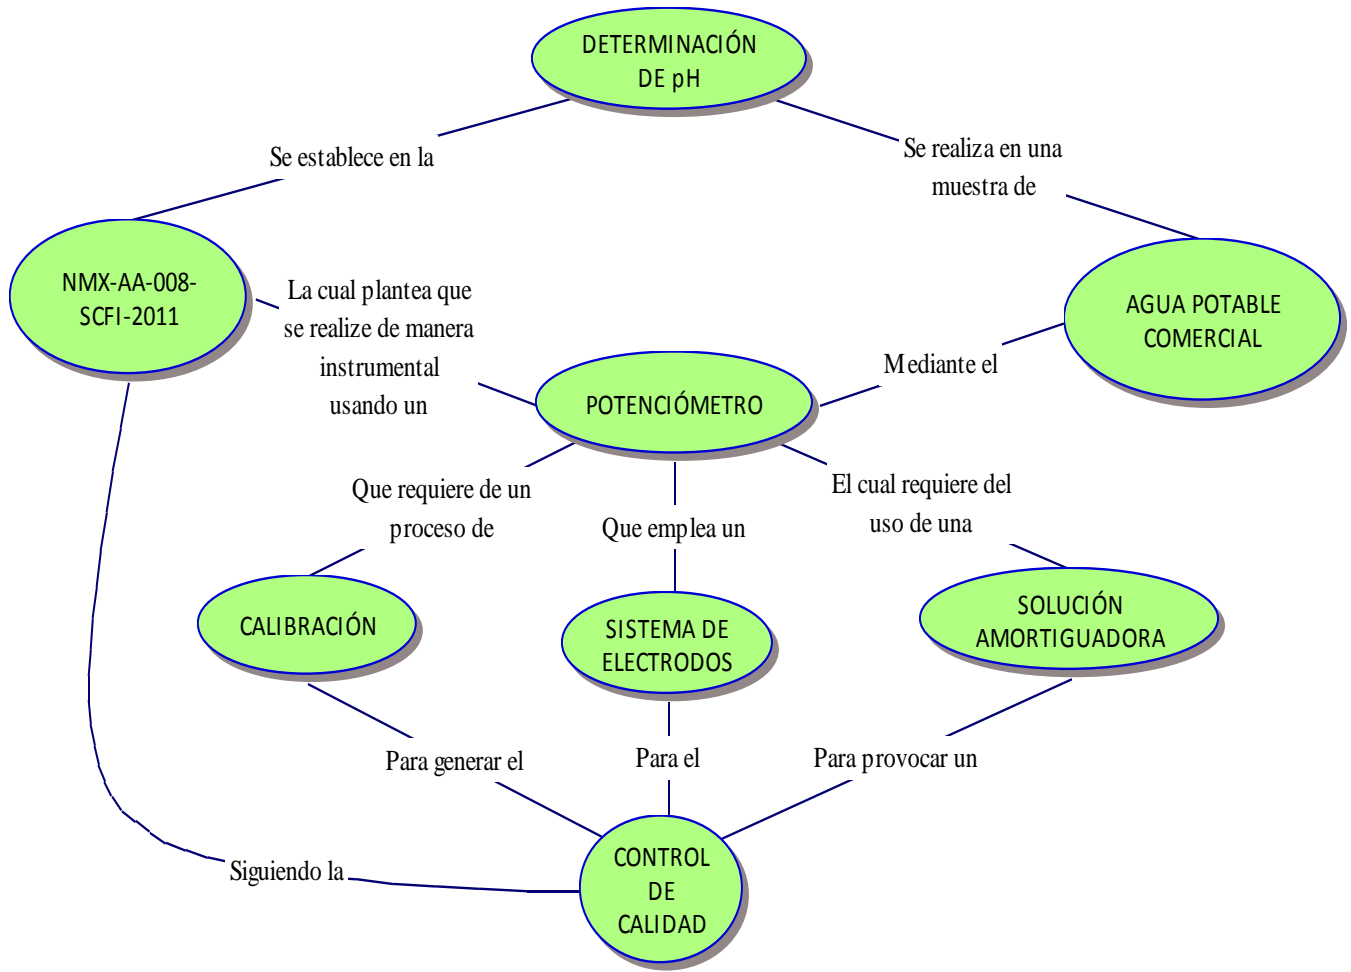 DETERMINACIÓN
DE pH
Se establece en la
Se realiza en una
muestra de
NMX-AA-008-
SCFI-2011
La cual plantea que
se realize de manera
instrumental
usando un
AGUA POTABLE
COMERCIAL
Mediante el
POTENCIÓMETRO
Que requiere de un
proceso de
Que emplea un
El cual requiere del
uso de una
CALIBRACIÓN
SISTEMA DE
ELECTRODOS
SOLUCIÓN
AMORTIGUADORA
Para generar el
Para el
Para provocar un
Siguiendo la
CONTROL
DE
CALIDAD